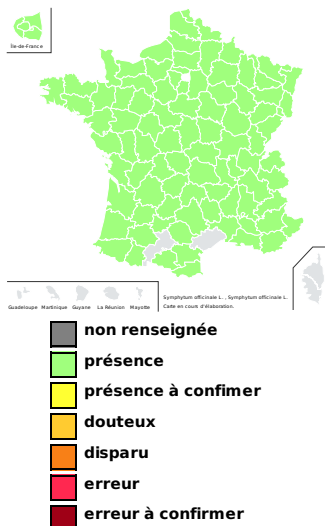 Île-de-France
Guadeloupe Martinique Guyane La Réunion Mayotte
Symphytum officinale L. , Symphytum officinale L.
Carte en cours d'élaboration.
non renseignée
présence
présence à confimer
douteux
disparu
erreur
erreur à confirmer